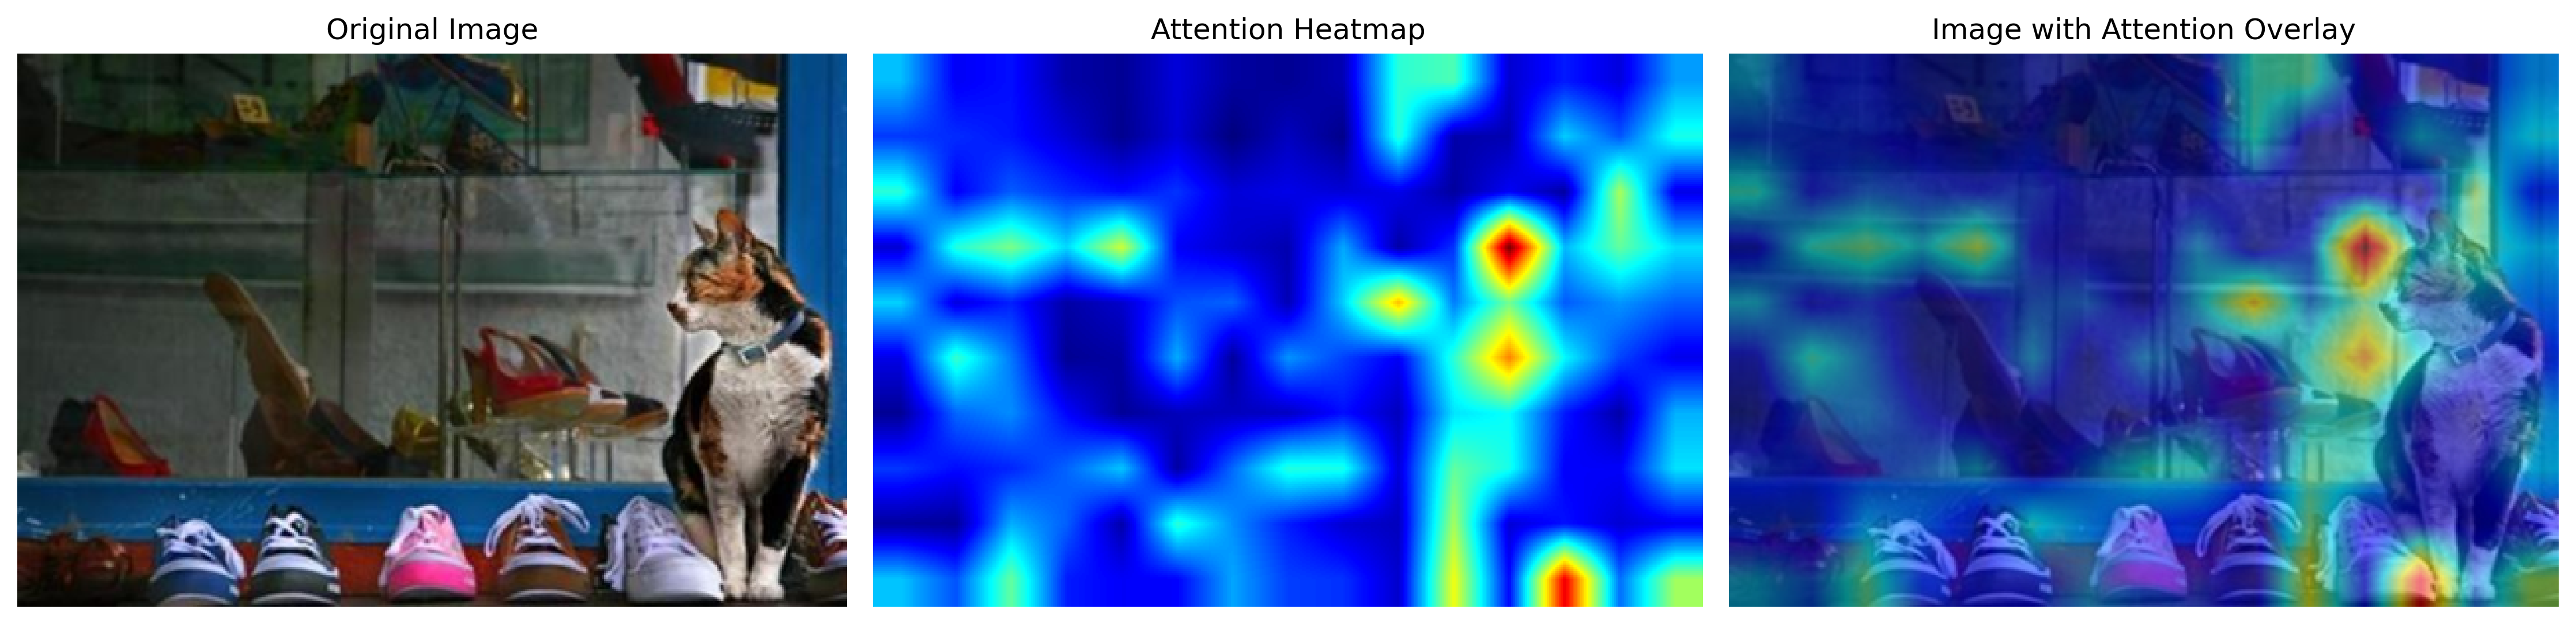 Original Image
Attention Heatmap
Image with Attention Overlay